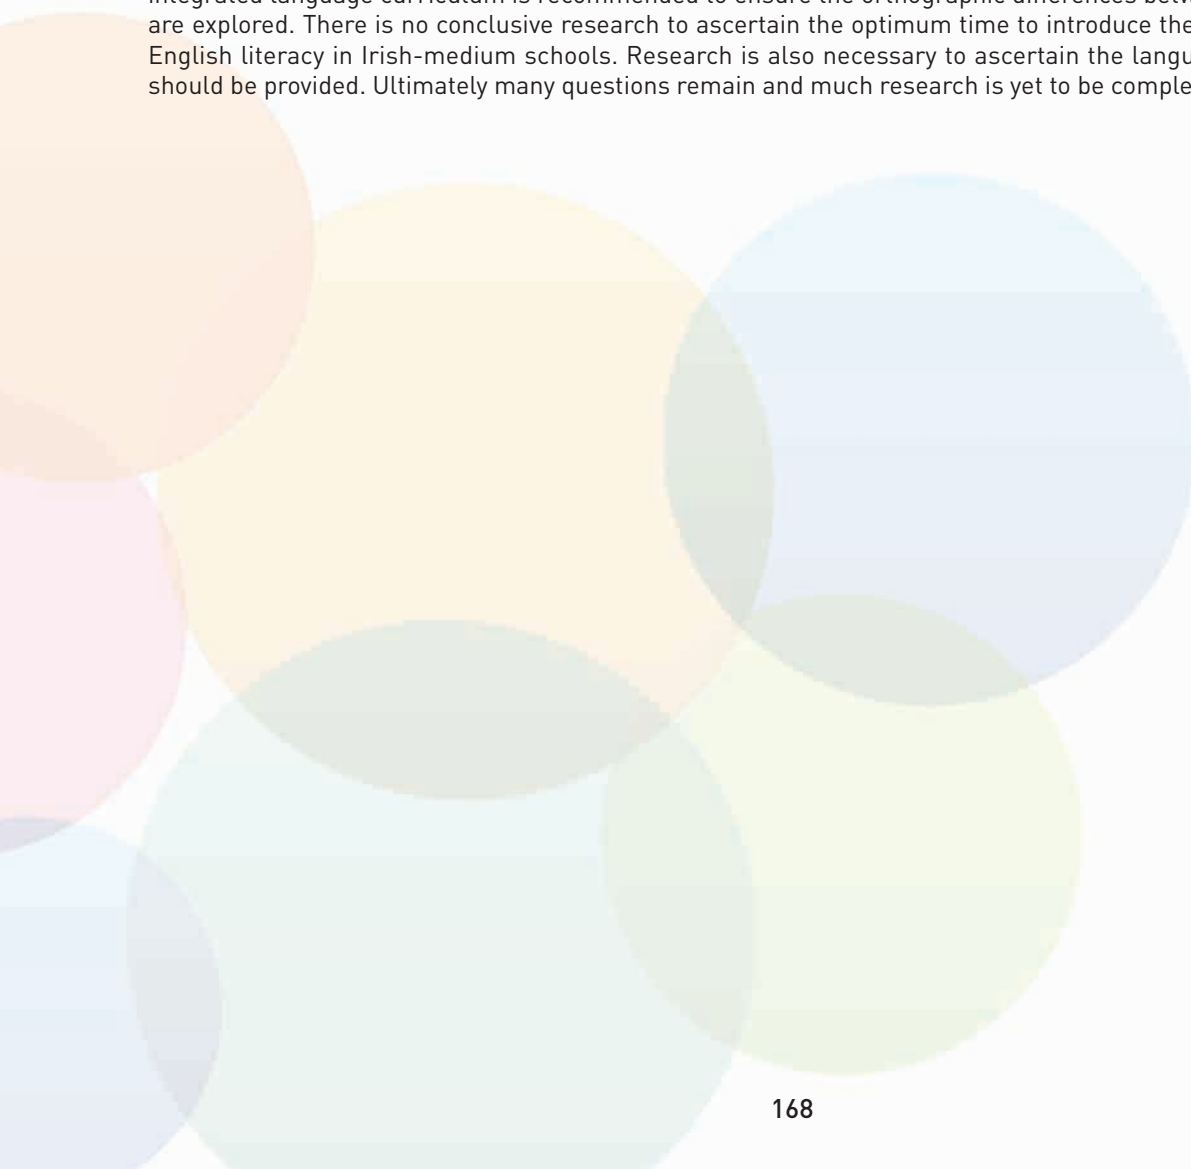 integrated language curriculum is recommended to ensure the orthographic differences betw
are explored. There is no conclusive research to ascertain the optimum time to introduce the
English literacy in Irish-medium schools. Research is also necessary to ascertain the langu
should be provided. Ultimately many questions remain and much research is yet to be comple
168